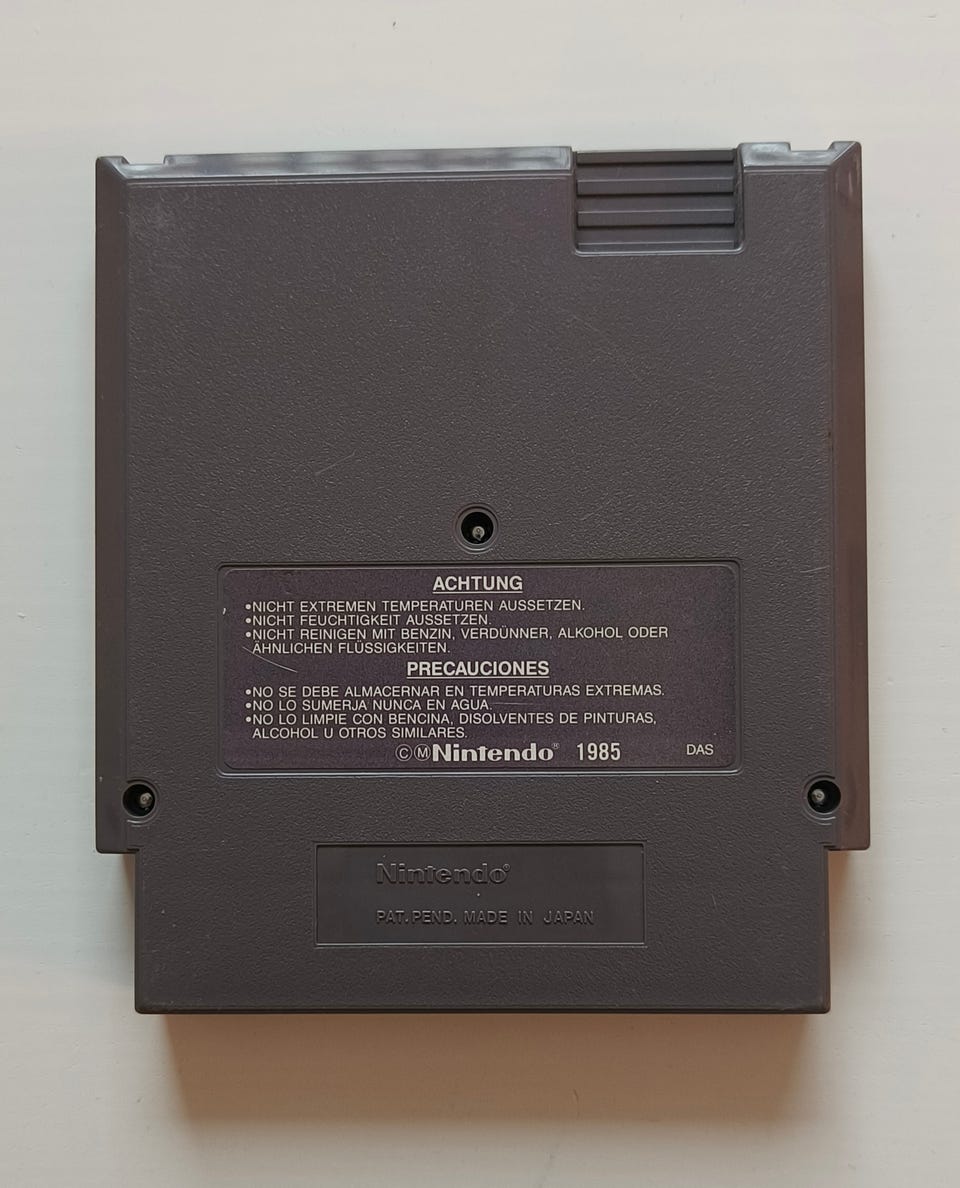 ACHTUNG
•NICHT EXTREMEN TEMPERATUREN AUSSETZEN.
•NICHT FEUCHTIGKEIT AUSSETZEN.
•NICHT REINIGEN MIT BENZIN, VERDÜNNER, ALKOHOL ODER
ÄHNLICHEN FLÜSSIGKEITEN.
PRECAUCIONES
•NO SE DEBE ALMACERNAR EN TEMPERATURAS EXTREMAS.
•NO LO SUMERJA NUNCA EN AGUA.
•NO LO LIMPIE CON BENCINA, DISOLVENTES DE PINTURAS,
ALCOHOL U OTROS SIMILARES.
©ⓂNintendo® 1985 DAS
Nintendo®
PAT. PEND. MADE IN JAPAN